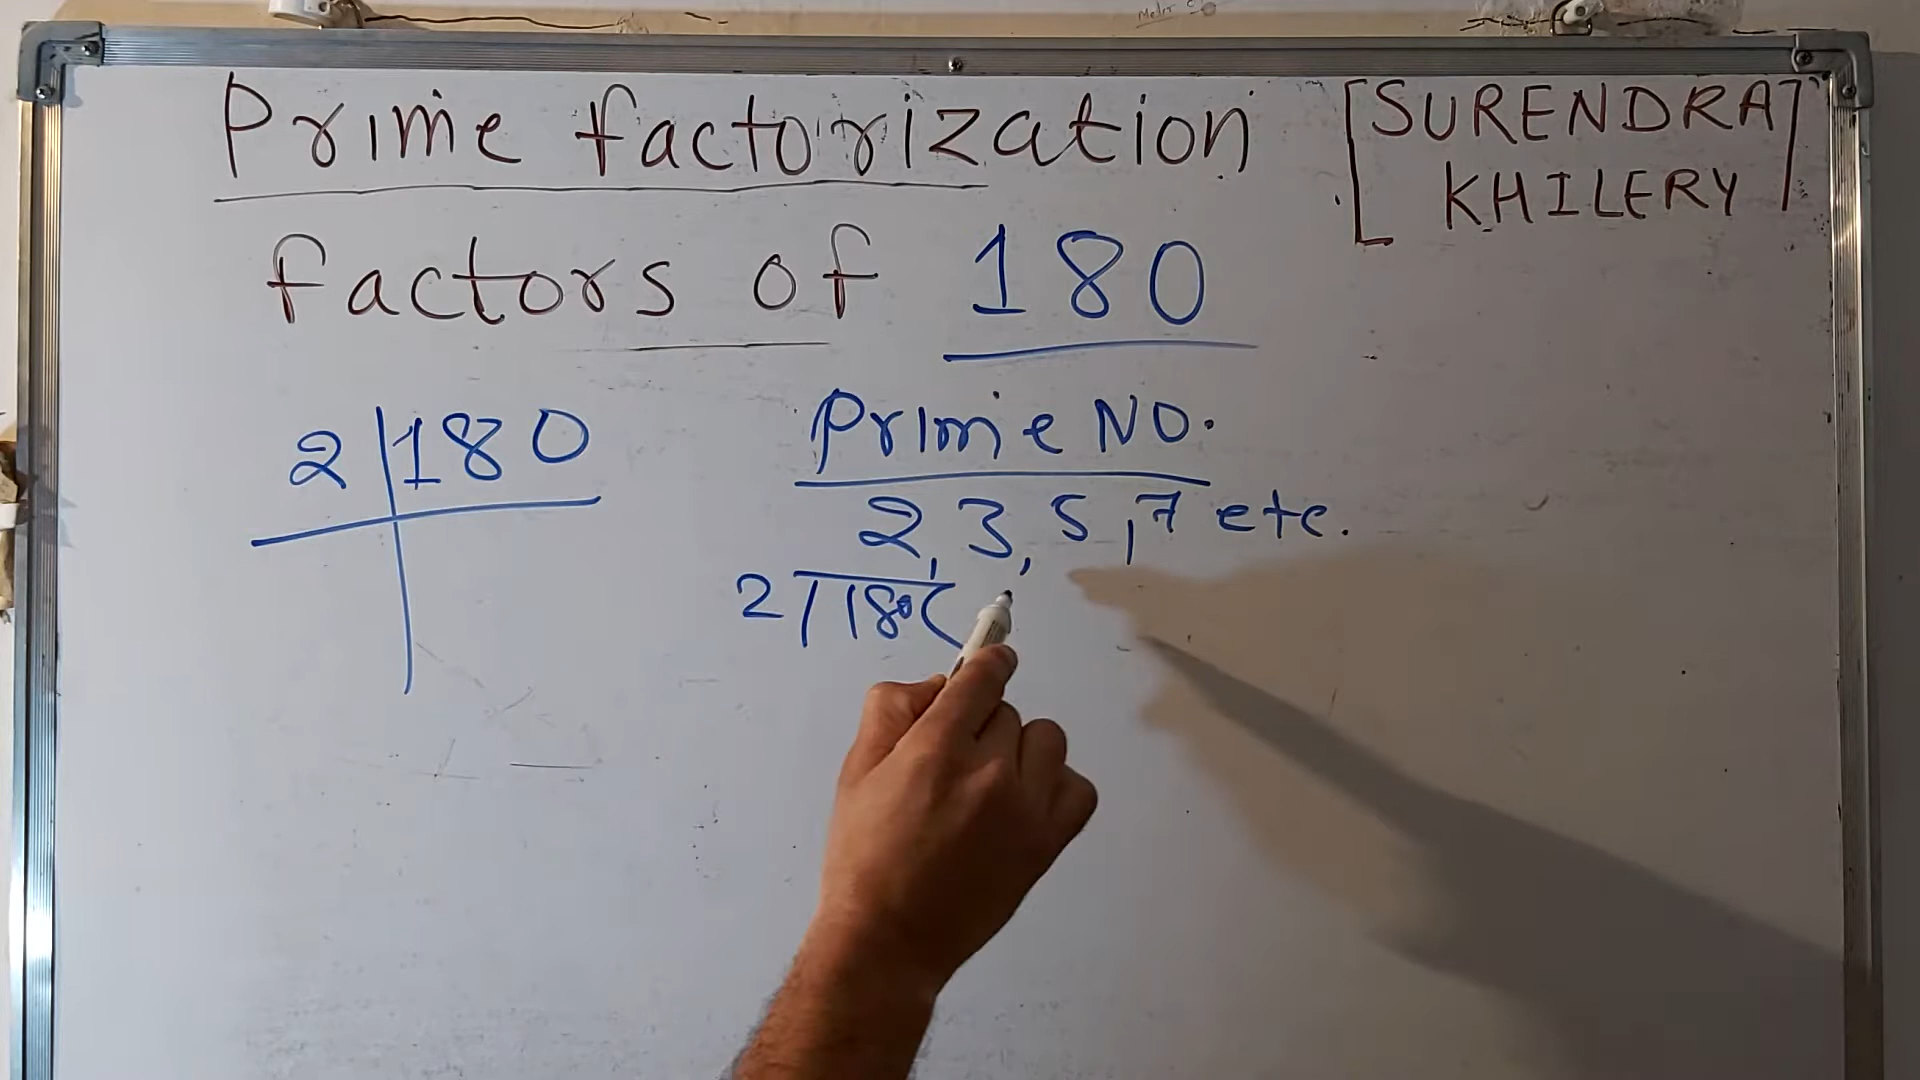 Prime factorization
[SURENDRA
KHILERY]
factors of 180
2 180
Prime NO.
2, 3, 5, 7 etc.
2 180(